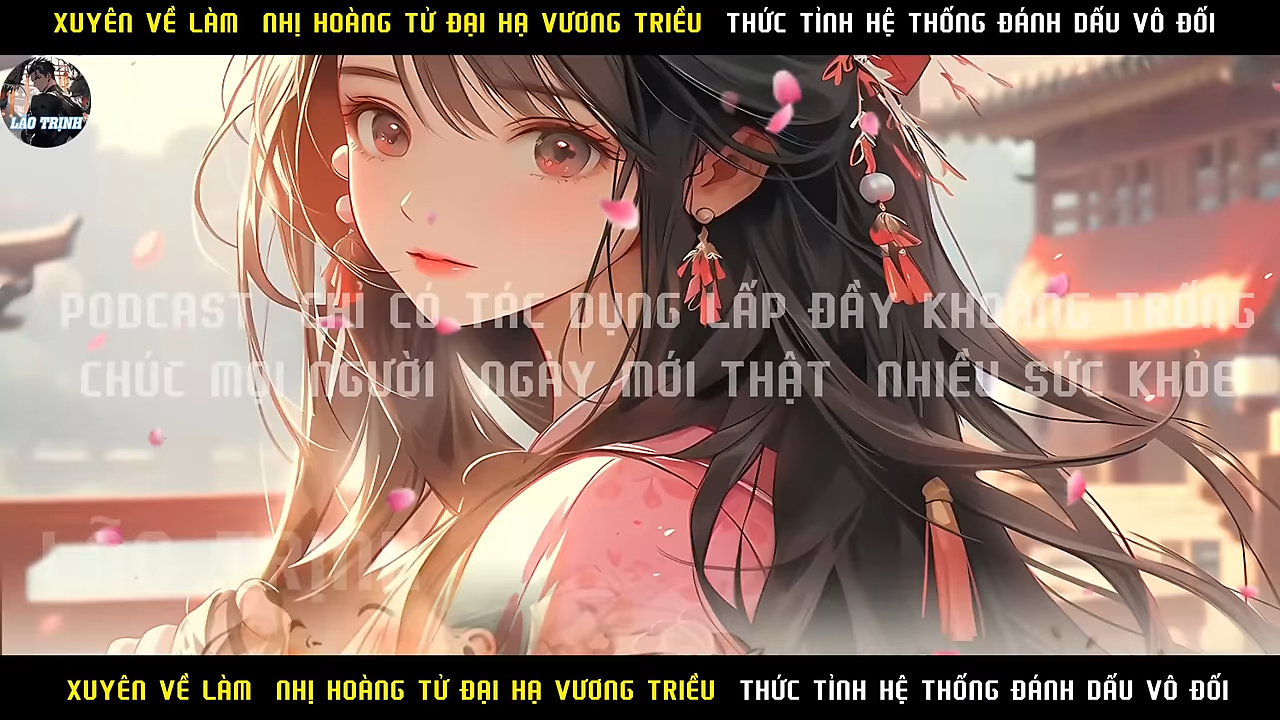 XUYÊN VỀ LÀM NHỊ HOÀNG TỬ ĐẠI HẠ VƯƠNG TRIỀU THỨC TỈNH HỆ THỐNG ĐÁNH DẤU VÔ ĐỐI
LÃO TRỊNH
PODCAST CHỈ CÓ TÁC DỤNG LẤP ĐẦY KHOẢNG TRỐNG
CHÚC MỌI NGƯỜI NGÀY MỚI THẬT NHIỀU SỨC KHỎE
LÃO TRỊNH
XUYÊN VỀ LÀM NHỊ HOÀNG TỬ ĐẠI HẠ VƯƠNG TRIỀU THỨC TỈNH HỆ THỐNG ĐÁNH DẤU VÔ ĐỐI